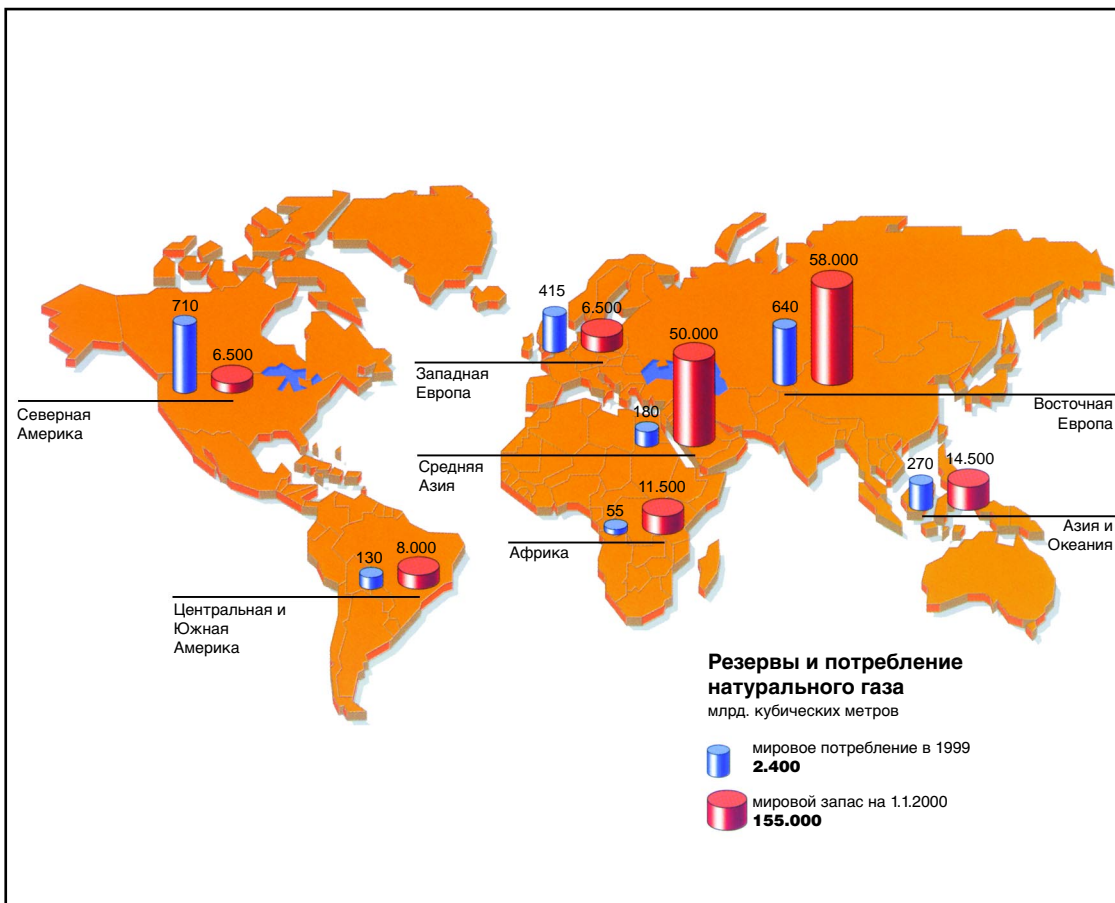 710
6.500
Северная
Америка
415
6.500
Западная
Европа
640
58.000
Восточная
Европа
180
50.000
Средняя
Азия
55
11.500
Африка
270
14.500
Азия и
Океания
130
8.000
Центральная и
Южная
Америка
Резервы и потребление
натурального газа
млрд. кубических метров
мировое потребление в 1999
2.400
мировой запас на 1.1.2000
155.000